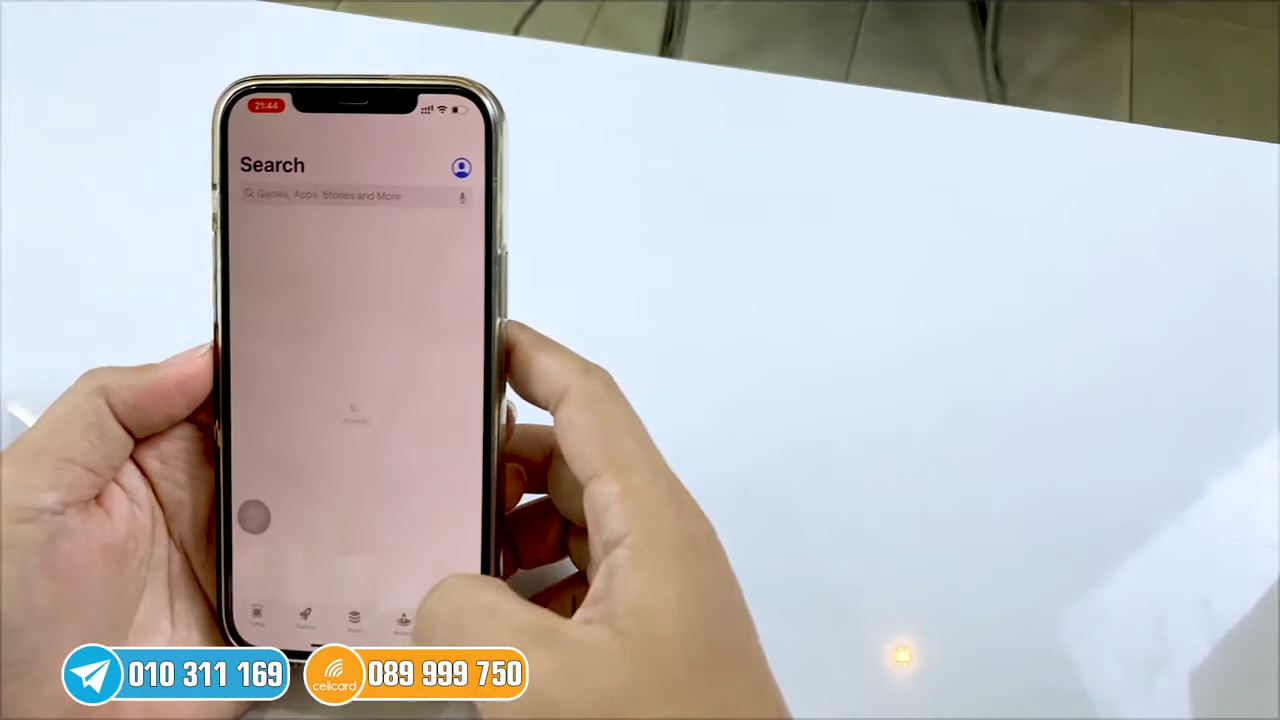 21:44
Search
Games, Apps, Stories and More
010 311 169
cellcard
089 999 750